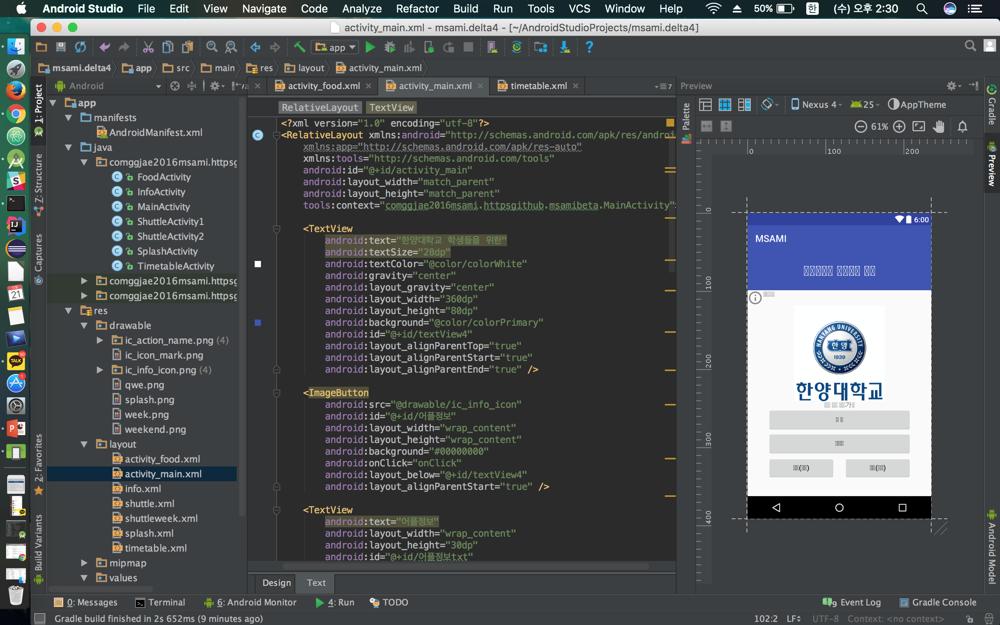 Android Studio File Edit View Navigate Code Analyze Refactor Build Run Tools VCS Window Help 50% 한 (수) 오후 2:30
activity_main.xml - msami.delta4 - [~/AndroidStudioProjects/msami.delta4]
app
msami.delta4 app src main res layout activity_main.xml
Android
activity_food.xml activity_main.xml timetable.xml 7
Preview
1: Project
Z: Structure
Captures
2: Favorites
Build Variants
app
manifests
AndroidManifest.xml
java
comggjae2016msami.httpsg
FoodActivity
InfoActivity
MainActivity
ShuttleActivity1
ShuttleActivity2
SplashActivity
TimetableActivity
comggjae2016msami.httpsg
comggjae2016msami.httpsg
res
drawable
ic_action_name.png (4)
ic_icon_mark.png
ic_info_icon.png (4)
qwe.png
splash.png
week.png
weekend.png
layout
activity_food.xml
activity_main.xml
info.xml
shuttle.xml
shuttleweek.xml
splash.xml
timetable.xml
mipmap
values
RelativeLayout TextView
<?xml version="1.0" encoding="utf-8"?>
<RelativeLayout xmlns:android="http://schemas.android.com/apk/res/androi
xmlns:app="http://schemas.android.com/apk/res-auto"
xmlns:tools="http://schemas.android.com/tools"
android:id="@+id/activity_main"
android:layout_width="match_parent"
android:layout_height="match_parent"
tools:context="comggjae2016msami.httpsgithub.msamibeta.MainActivity">
<TextView
android:text="한양대학교 학생들을 위한"
android:textSize="28dp"
android:textColor="@color/colorWhite"
android:gravity="center"
android:layout_gravity="center"
android:layout_width="360dp"
android:layout_height="80dp"
android:background="@color/colorPrimary"
android:id="@+id/textView4"
android:layout_alignParentTop="true"
android:layout_alignParentStart="true"
android:layout_alignParentEnd="true" />
<ImageButton
android:src="@drawable/ic_info_icon"
android:id="@+id/어플정보"
android:layout_width="wrap_content"
android:layout_height="wrap_content"
android:background="#00000000"
android:onClick="onClick"
android:layout_below="@+id/textView4"
android:layout_alignParentStart="true" />
<TextView
android:text="어플정보"
android:layout_width="wrap_content"
android:layout_height="30dp"
android:id="@+id/어플정보txt"
Design Text
Palette
Nexus 4 25 AppTheme
61%
0 100 200
0
100
200
300
400
6:00
MSAMI
HANYANG UNIVERSITY
한양
1939
한양대학교
Gradle
Preview
Android Model
IJ
12월
21
50
TALK
1
0: Messages Terminal 6: Android Monitor 4: Run TODO 9 Event Log Gradle Console
Gradle build finished in 2s 652ms (9 minutes ago) 102:2 LF UTF-8 Context: <no context>